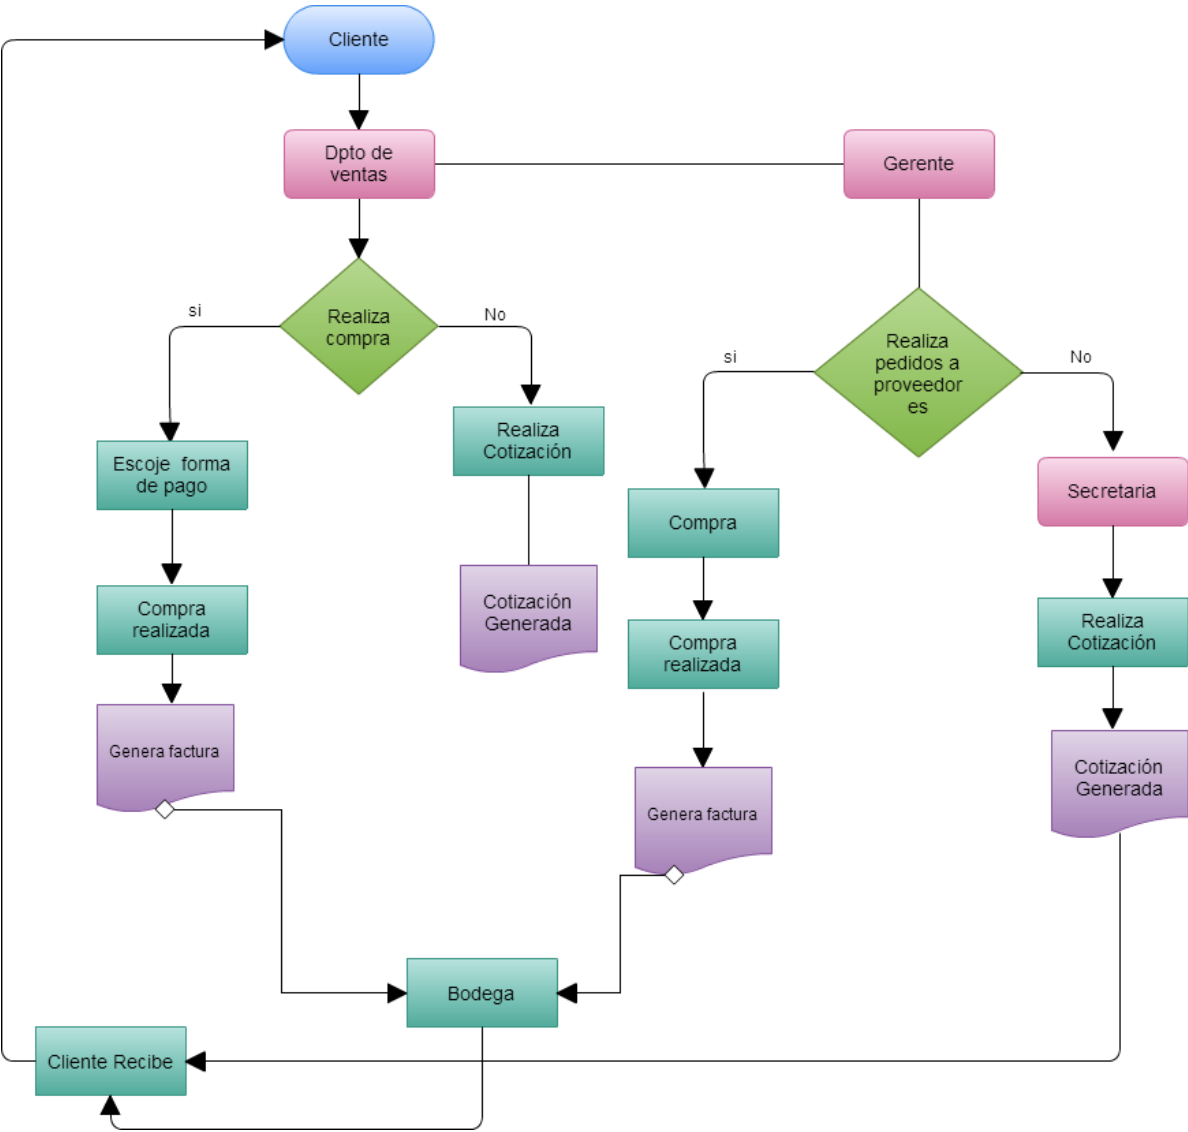 Cliente
Dpto de
ventas
Gerente
si
Realiza
compra
No
si
Realiza
pedidos a
proveedor
es
No
Escoje forma
de pago
Realiza
Cotización
Compra
Secretaria
Compra
realizada
Cotización
Generada
Compra
realizada
Realiza
Cotización
Genera factura
Genera factura
Cotización
Generada
Bodega
Cliente Recibe